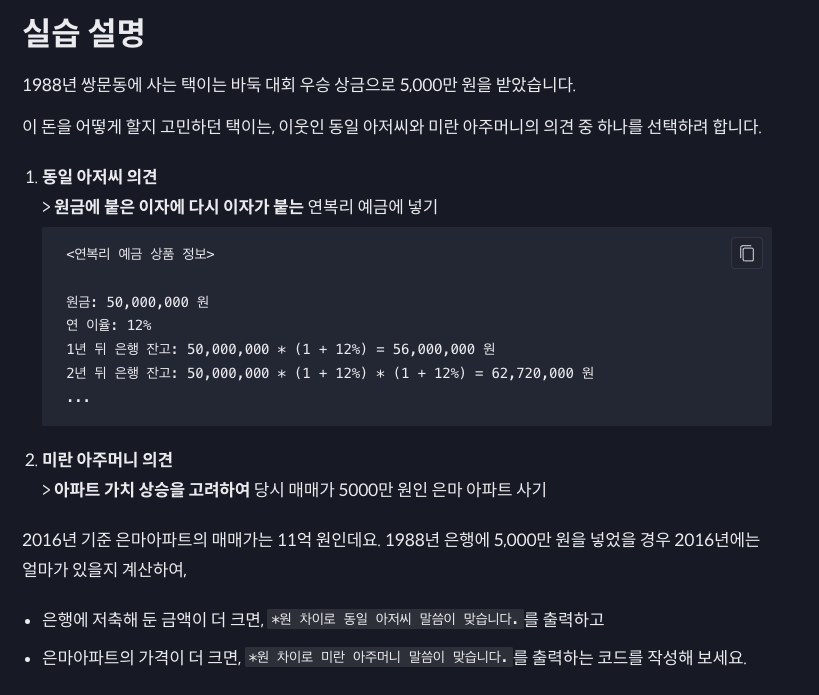 실습 설명
1988년 쌍문동에 사는 택이는 바둑 대회 우승 상금으로 5,000만 원을 받았습니다.
이 돈을 어떻게 할지 고민하던 택이는, 이웃인 동일 아저씨와 미란 아주머니의 의견 중 하나를 선택하려 합니다.
1. 동일 아저씨 의견
> 원금에 붙은 이자에 다시 이자가 붙는 연복리 예금에 넣기
<연복리 예금 상품 정보>
원금: 50,000,000 원
연 이율: 12%
1년 뒤 은행 잔고: 50,000,000 * (1 + 12%) = 56,000,000 원
2년 뒤 은행 잔고: 50,000,000 * (1 + 12%) * (1 + 12%) = 62,720,000 원
...
2. 미란 아주머니 의견
> 아파트 가치 상승을 고려하여 당시 매매가 5000만 원인 은마 아파트 사기
2016년 기준 은마아파트의 매매가는 11억 원인데요. 1988년 은행에 5,000만 원을 넣었을 경우 2016년에는
얼마가 있을지 계산하여,
• 은행에 저축해 둔 금액이 더 크면, *원 차이로 동일 아저씨 말씀이 맞습니다. 를 출력하고
• 은마아파트의 가격이 더 크면, *원 차이로 미란 아주머니 말씀이 맞습니다. 를 출력하는 코드를 작성해 보세요.